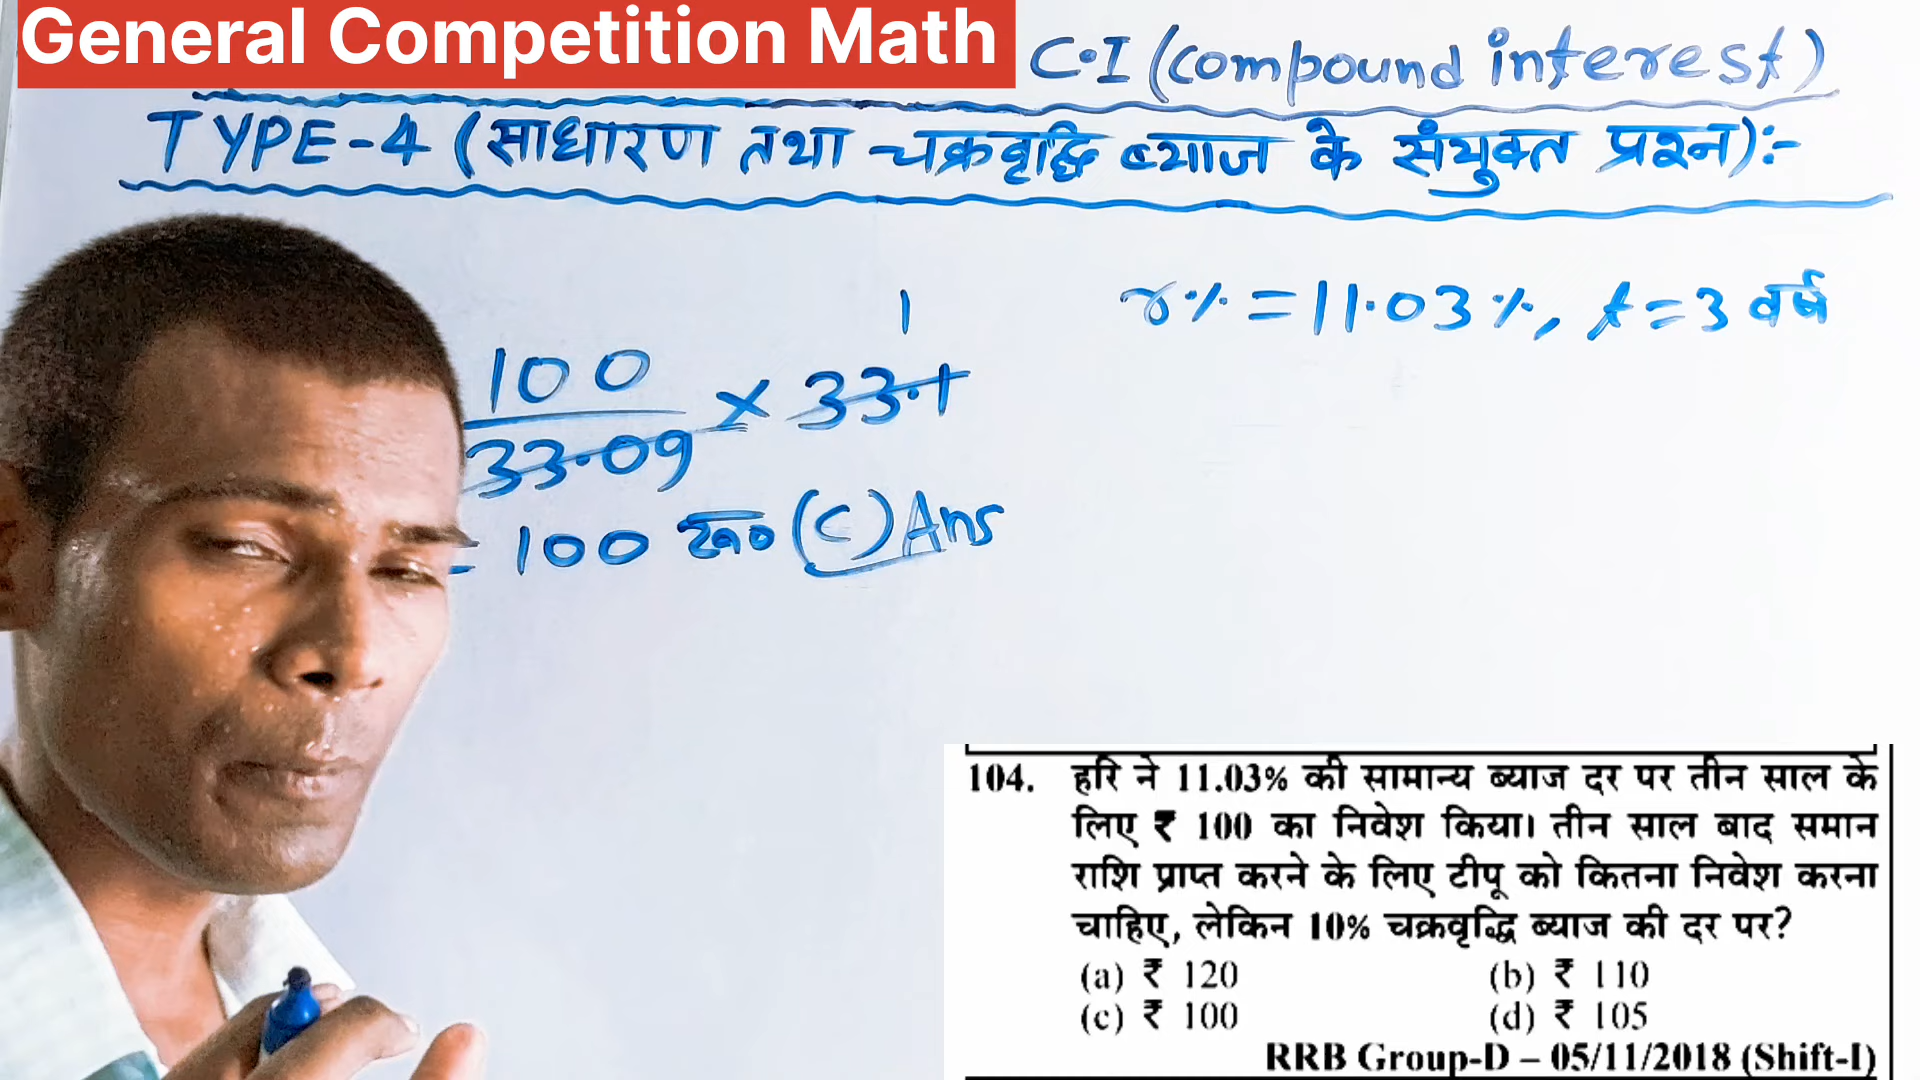 General Competition Math
C.I (compound interest)
TYPE-4 (साधारण तथा चक्रवृद्धि ब्याज के संयुक्त प्रश्न):-
r% = 11.03%, t = 3 वर्ष
1
100
× 33.1
33.09
= 100 रू0 (C) Ans
104. हरि ने 11.03% की सामान्य ब्याज दर पर तीन साल के
लिए ₹ 100 का निवेश किया। तीन साल बाद समान
राशि प्राप्त करने के लिए टीपू को कितना निवेश करना
चाहिए, लेकिन 10% चक्रवृद्धि ब्याज की दर पर?
(a) ₹ 120 (b) ₹ 110
(c) ₹ 100 (d) ₹ 105
RRB Group-D – 05/11/2018 (Shift-I)